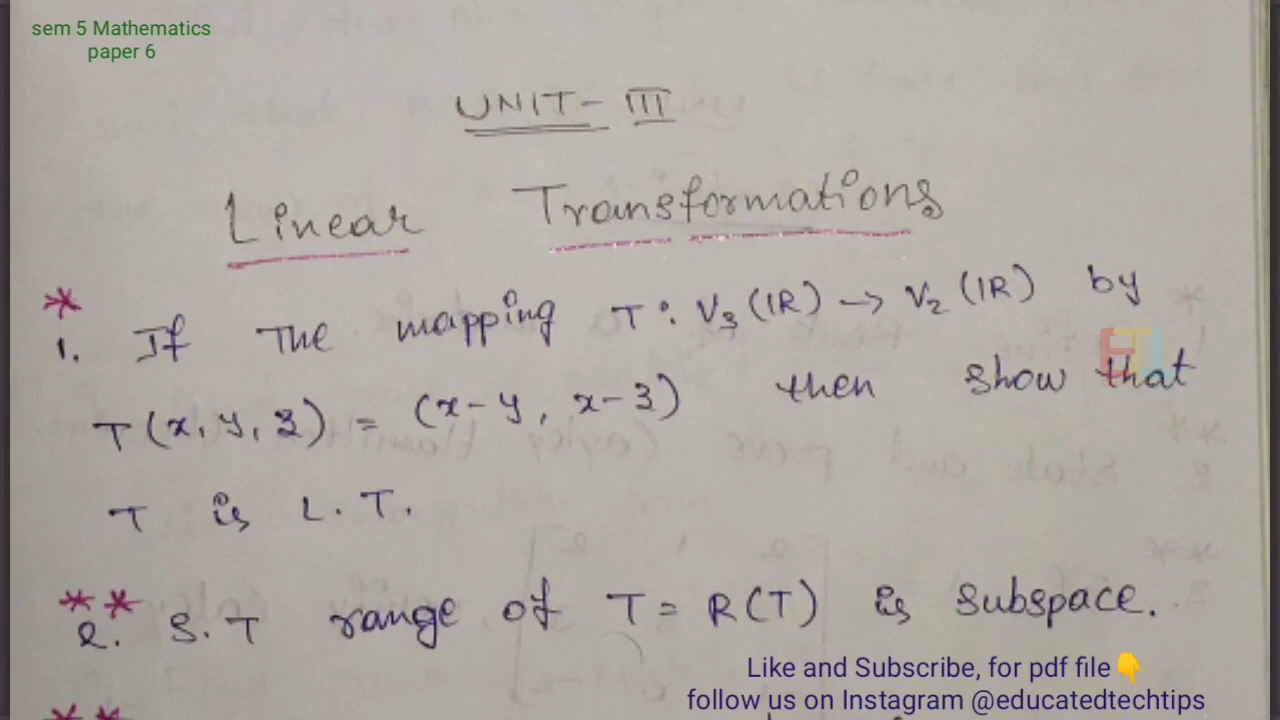 sem 5 Mathematics
paper 6
UNIT- III
Linear Transformations
*
1. If The mapping T: V₃(IR) → V₂(IR) by
T(x, y, z) = (x-y, x-z) then show that
T is L.T.
**
2. S.T range of T = R(T) is subspace.
Like and Subscribe, for pdf file👇
follow us on Instagram @educatedtechtips